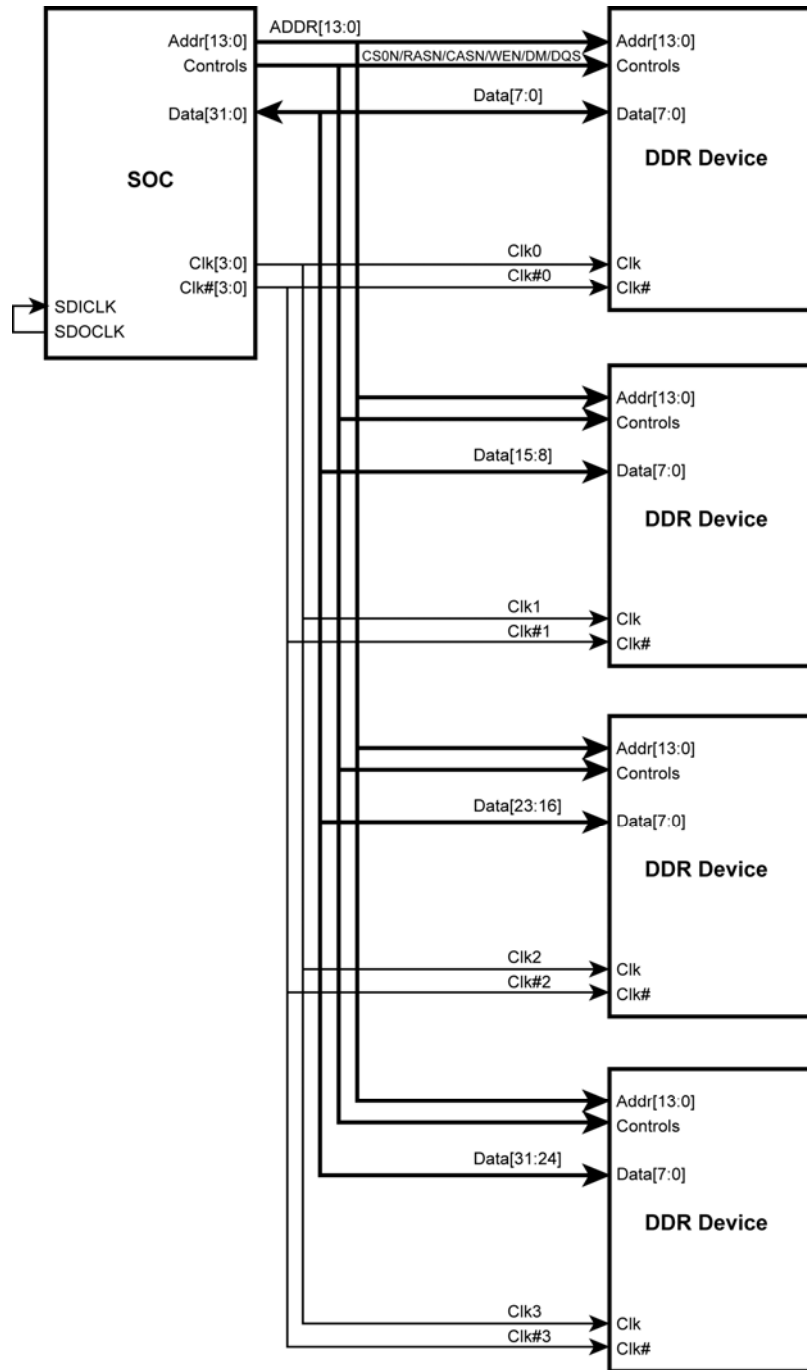 ADDR[13:0]
Addr[13:0]
Controls
Data[31:0]
SOC
Clk[3:0]
Clk#[3:0]
SDICLK
SDOCLK
CS0N/RASN/CASN/WEN/DM/DQS
Data[7:0]
Clk0
Clk#0
Addr[13:0]
Controls
Data[7:0]
DDR Device
Clk
Clk#
Data[15:8]
Clk1
Clk#1
Addr[13:0]
Controls
Data[7:0]
DDR Device
Clk
Clk#
Data[23:16]
Clk2
Clk#2
Addr[13:0]
Controls
Data[7:0]
DDR Device
Clk
Clk#
Data[31:24]
Clk3
Clk#3
Addr[13:0]
Controls
Data[7:0]
DDR Device
Clk
Clk#